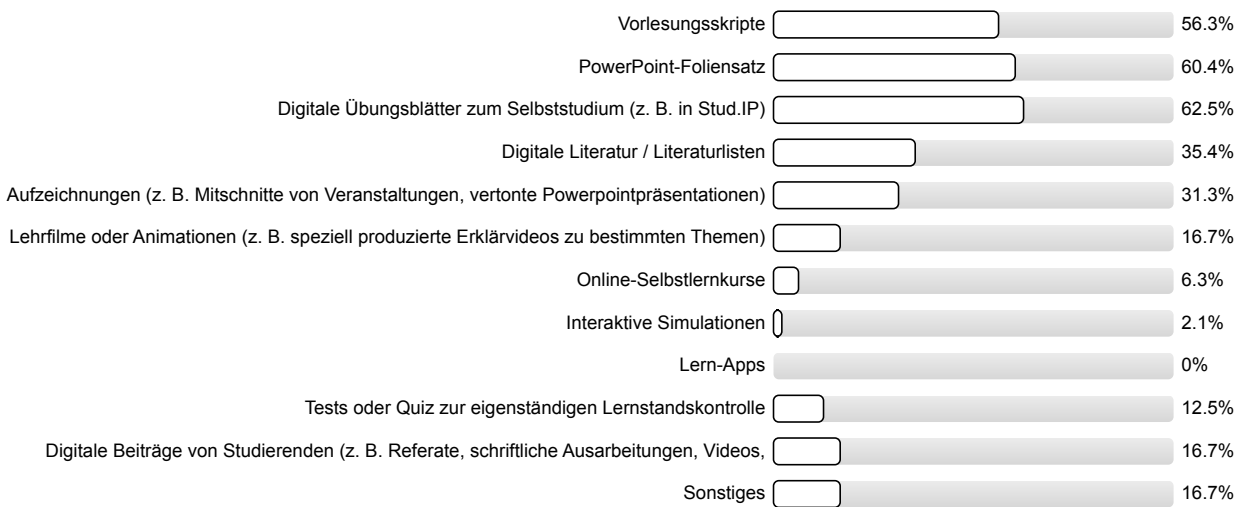 Vorlesungsskripte 56.3%
PowerPoint-Foliensatz 60.4%
Digitale Übungsblätter zum Selbststudium (z. B. in Stud.IP) 62.5%
Digitale Literatur / Literaturlisten 35.4%
Aufzeichnungen (z. B. Mitschnitte von Veranstaltungen, vertonte Powerpointpräsentationen) 31.3%
Lehrfilme oder Animationen (z. B. speziell produzierte Erklärvideos zu bestimmten Themen) 16.7%
Online-Selbstlernkurse 6.3%
Interaktive Simulationen 2.1%
Lern-Apps 0%
Tests oder Quiz zur eigenständigen Lernstandskontrolle 12.5%
Digitale Beiträge von Studierenden (z. B. Referate, schriftliche Ausarbeitungen, Videos, 16.7%
Sonstiges 16.7%